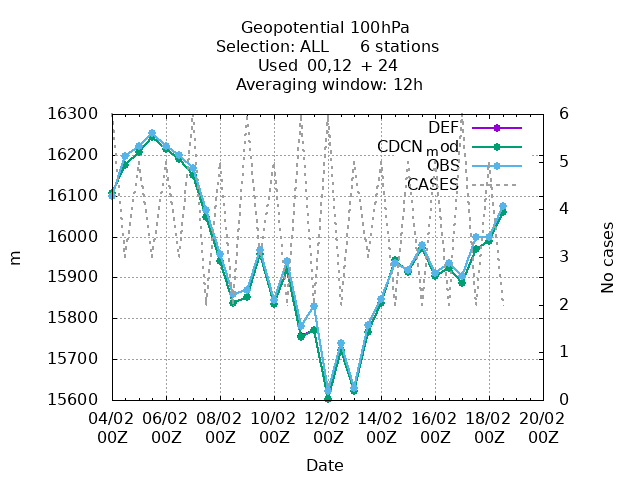 Geopotential 100hPa
Selection: ALL 6 stations
Used 00,12 + 24
Averaging window: 12h
16300
16200
16100
16000
15900
15800
15700
15600
m
6
5
4
3
2
1
0
No cases
DEF
CDCN mod
OBS
CASES
04/02 06/02 08/02 10/02 12/02 14/02 16/02 18/02 20/02
00Z 00Z 00Z 00Z 00Z 00Z 00Z 00Z 00Z
Date